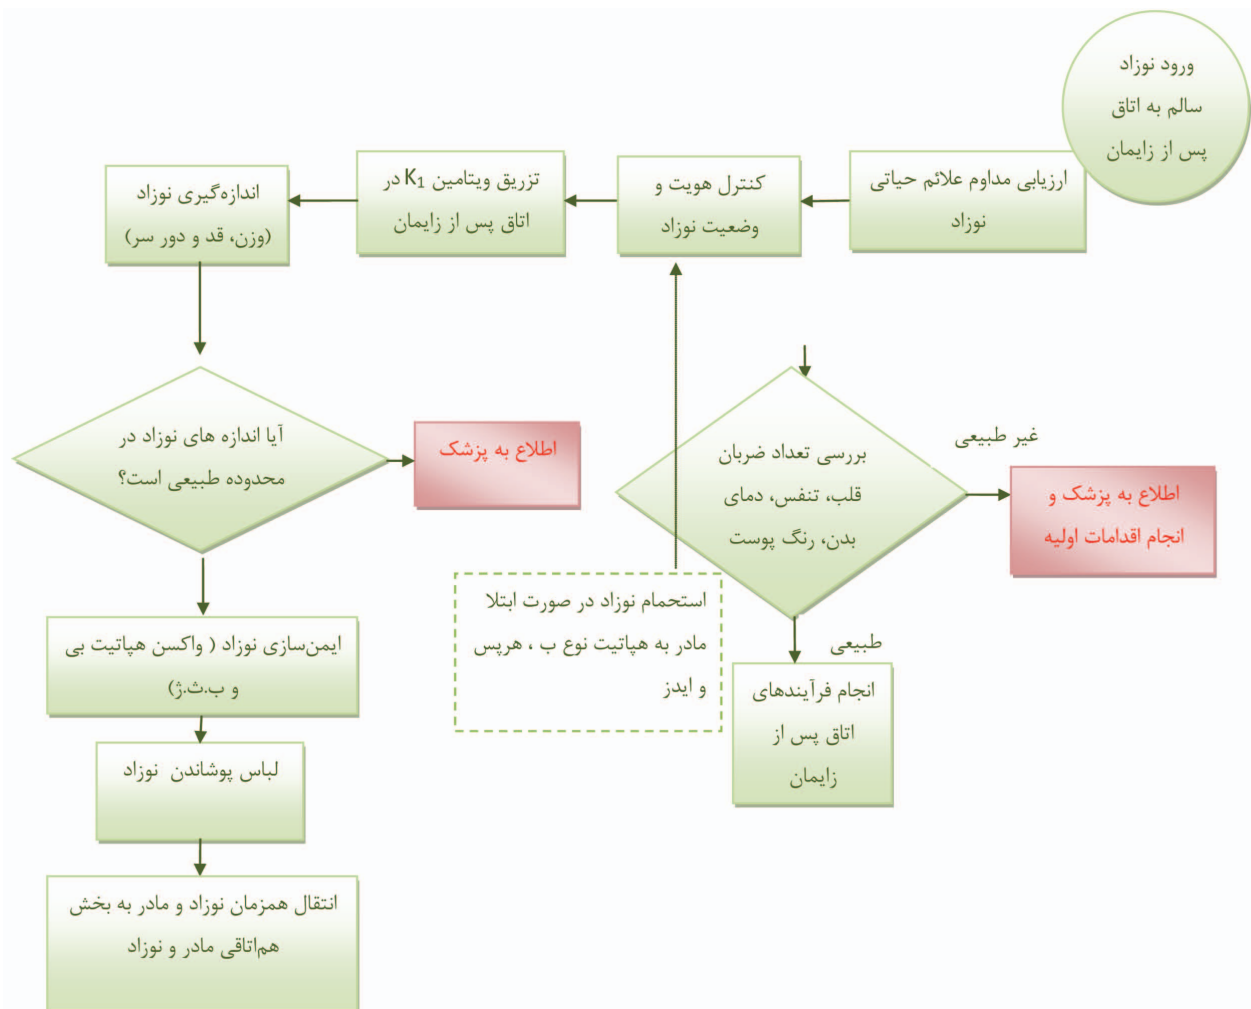 ورود نوزاد
سالم به اتاق
پس از زایمان
ارزیابی مداوم علائم حیاتی
نوزاد
کنترل هویت و
وضعیت نوزاد
تزریق ویتامین K1 در
اتاق پس از زایمان
اندازه‌گیری نوزاد
(وزن، قد و دور سر)
آیا اندازه های نوزاد در
محدوده طبیعی است؟
اطلاع به پزشک
بررسی تعداد ضربان
قلب، تنفس، دمای
بدن، رنگ پوست
غیر طبیعی
اطلاع به پزشک و
انجام اقدامات اولیه
طبیعی
انجام فرآیندهای
اتاق پس از
زایمان
استحمام نوزاد در صورت ابتلا
مادر به هپاتیت نوع ب ، هرپس
و ایدز
ایمن‌سازی نوزاد ( واکسن هپاتیت بی
و ب.ث.ژ)
لباس پوشاندن نوزاد
انتقال همزمان نوزاد و مادر به بخش
هم‌اتاقی مادر و نوزاد